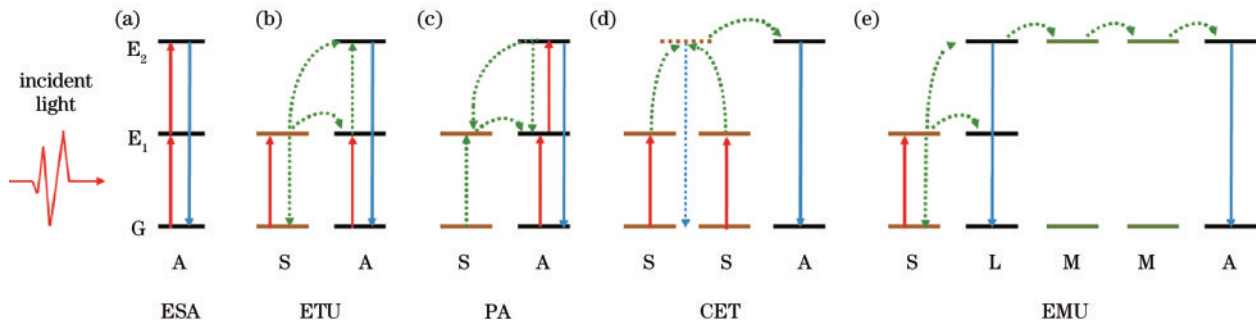 (a)
(b)
(c)
(d)
(e)
E2
incident
light
E1
G
A
S
A
S
A
S
S
A
S
L
M
M
A
ESA
ETU
PA
CET
EMU